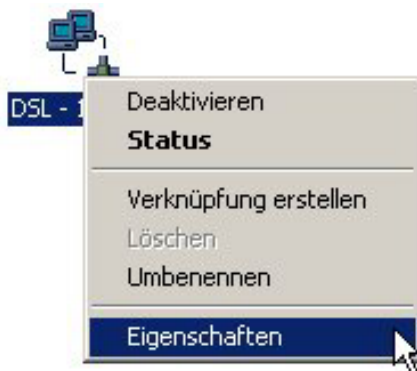 DSL - 1
Deaktivieren
Status
Verknüpfung erstellen
Löschen
Umbenennen
Eigenschaften